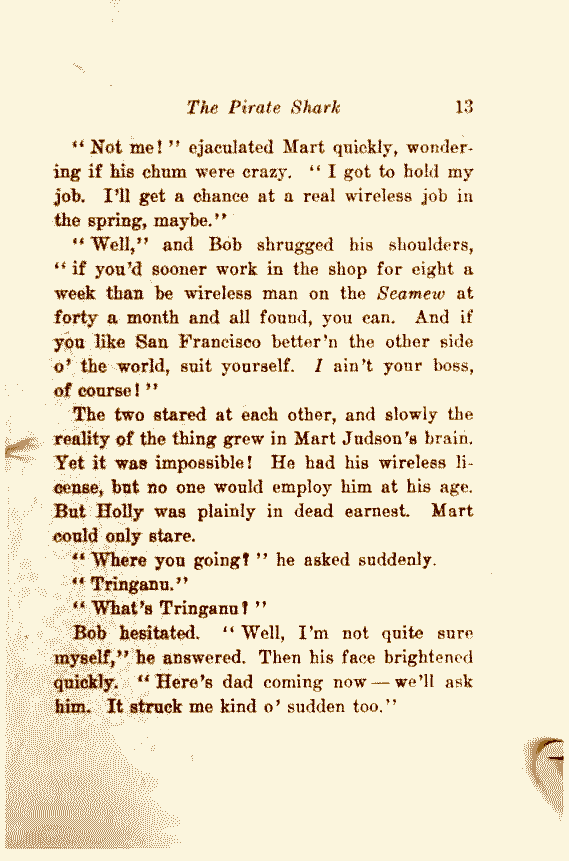 The Pirate Shark 13
" Not me! " ejaculated Mart quickly, wonder-
ing if his chum were crazy. " I got to hold my
job. I'll get a chance at a real wireless job in
the spring, maybe."
" Well," and Bob shrugged his shoulders,
" if you'd sooner work in the shop for eight a
week than be wireless man on the Seamew at
forty a month and all found, you can. And if
you like San Francisco better'n the other side
o' the world, suit yourself. I ain't your boss,
of course! "
The two stared at each other, and slowly the
reality of the thing grew in Mart Judson's brain.
Yet it was impossible! He had his wireless li-
cense, but no one would employ him at his age.
But Holly was plainly in dead earnest. Mart
could only stare.
" Where you going? " he asked suddenly.
" Tringanu."
" What's Tringanu? "
Bob hesitated. " Well, I'm not quite sure
myself," he answered. Then his face brightened
quickly. " Here's dad coming now — we'll ask
him. It struck me kind o' sudden too."